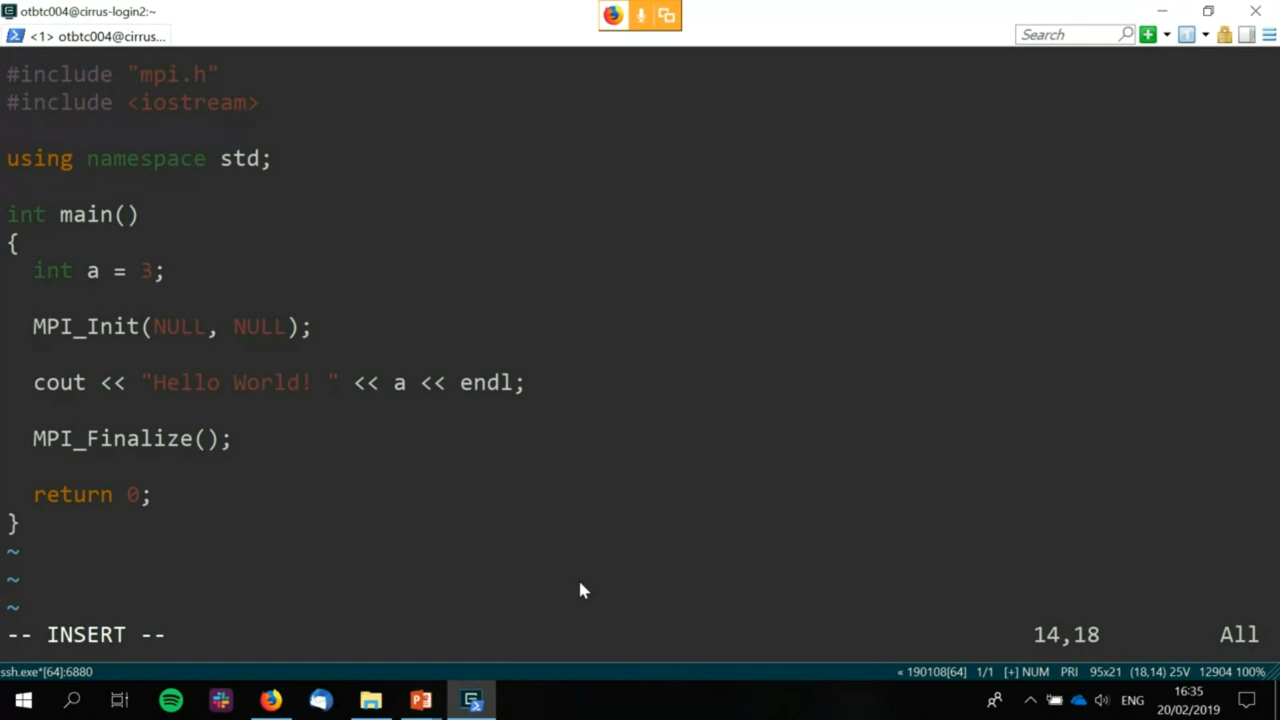 otbtc004@cirrus-login2:~
<1> otbtc004@cirrus...
Search
#include "mpi.h"
#include <iostream>
using namespace std;
int main()
{
int a = 3;
MPI_Init(NULL, NULL);
cout << "Hello World! " << a << endl;
MPI_Finalize();
return 0;
}
~
~
~
-- INSERT --
14,18
All
ssh.exe*[64]:6880
« 190108[64] 1/1 [+] NUM PRI 95x21 (18,14) 25V 12904 100%
ENG
16:35
20/02/2019